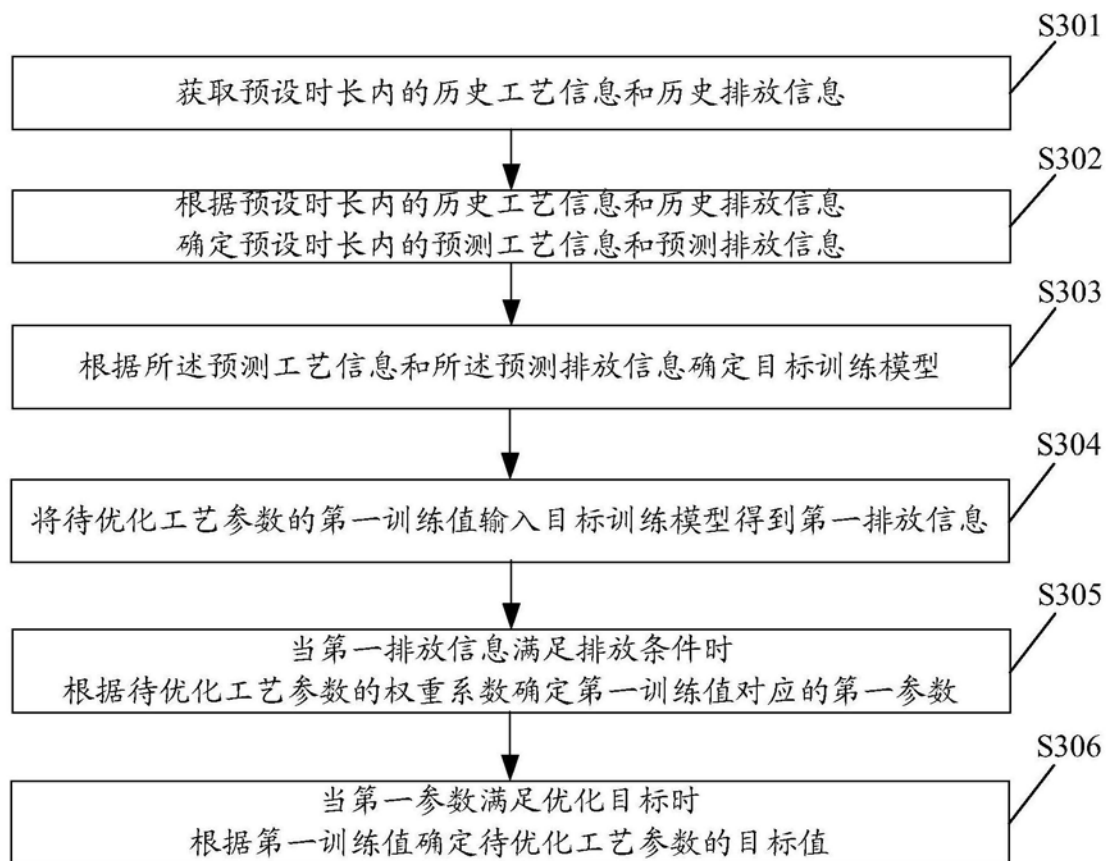 S301
获取预设时长内的历史工艺信息和历史排放信息
S302
根据预设时长内的历史工艺信息和历史排放信息
确定预设时长内的预测工艺信息和预测排放信息
S303
根据所述预测工艺信息和所述预测排放信息确定目标训练模型
S304
将待优化工艺参数的第一训练值输入目标训练模型得到第一排放信息
S305
当第一排放信息满足排放条件时
根据待优化工艺参数的权重系数确定第一训练值对应的第一参数
S306
当第一参数满足优化目标时
根据第一训练值确定待优化工艺参数的目标值